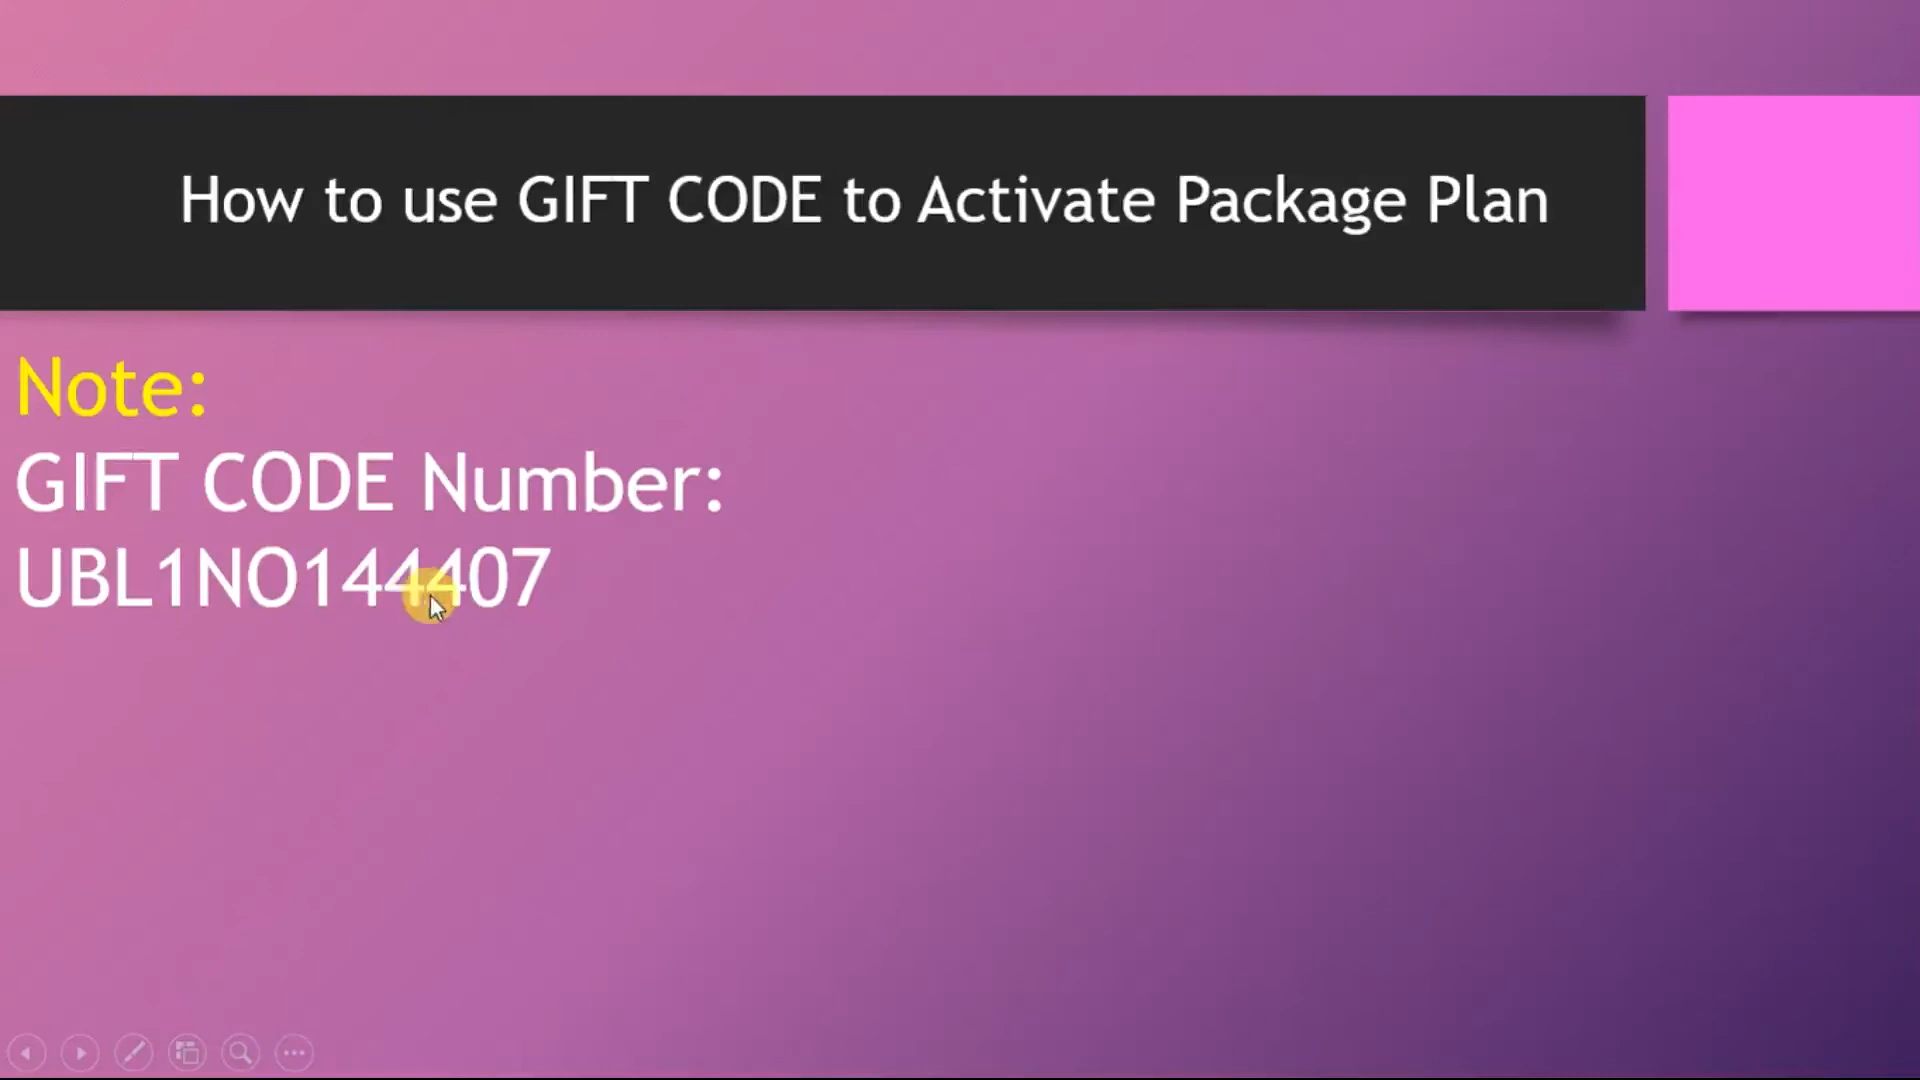 How to use GIFT CODE to Activate Package Plan
Note:
GIFT CODE Number:
UBL1NO144407